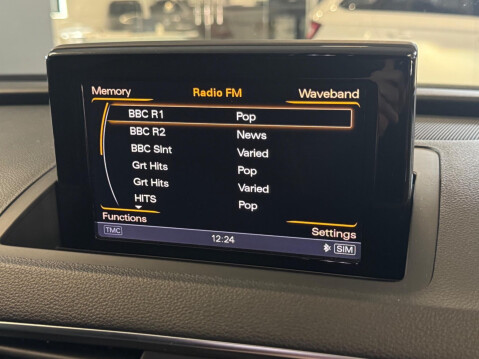 Memory Radio FM Waveband
BBC R1 Pop
BBC R2 News
BBC Slnt Varied
Grt Hits Pop
Grt Hits Varied
HITS Pop
Functions Settings
TMC 12:24 SIM